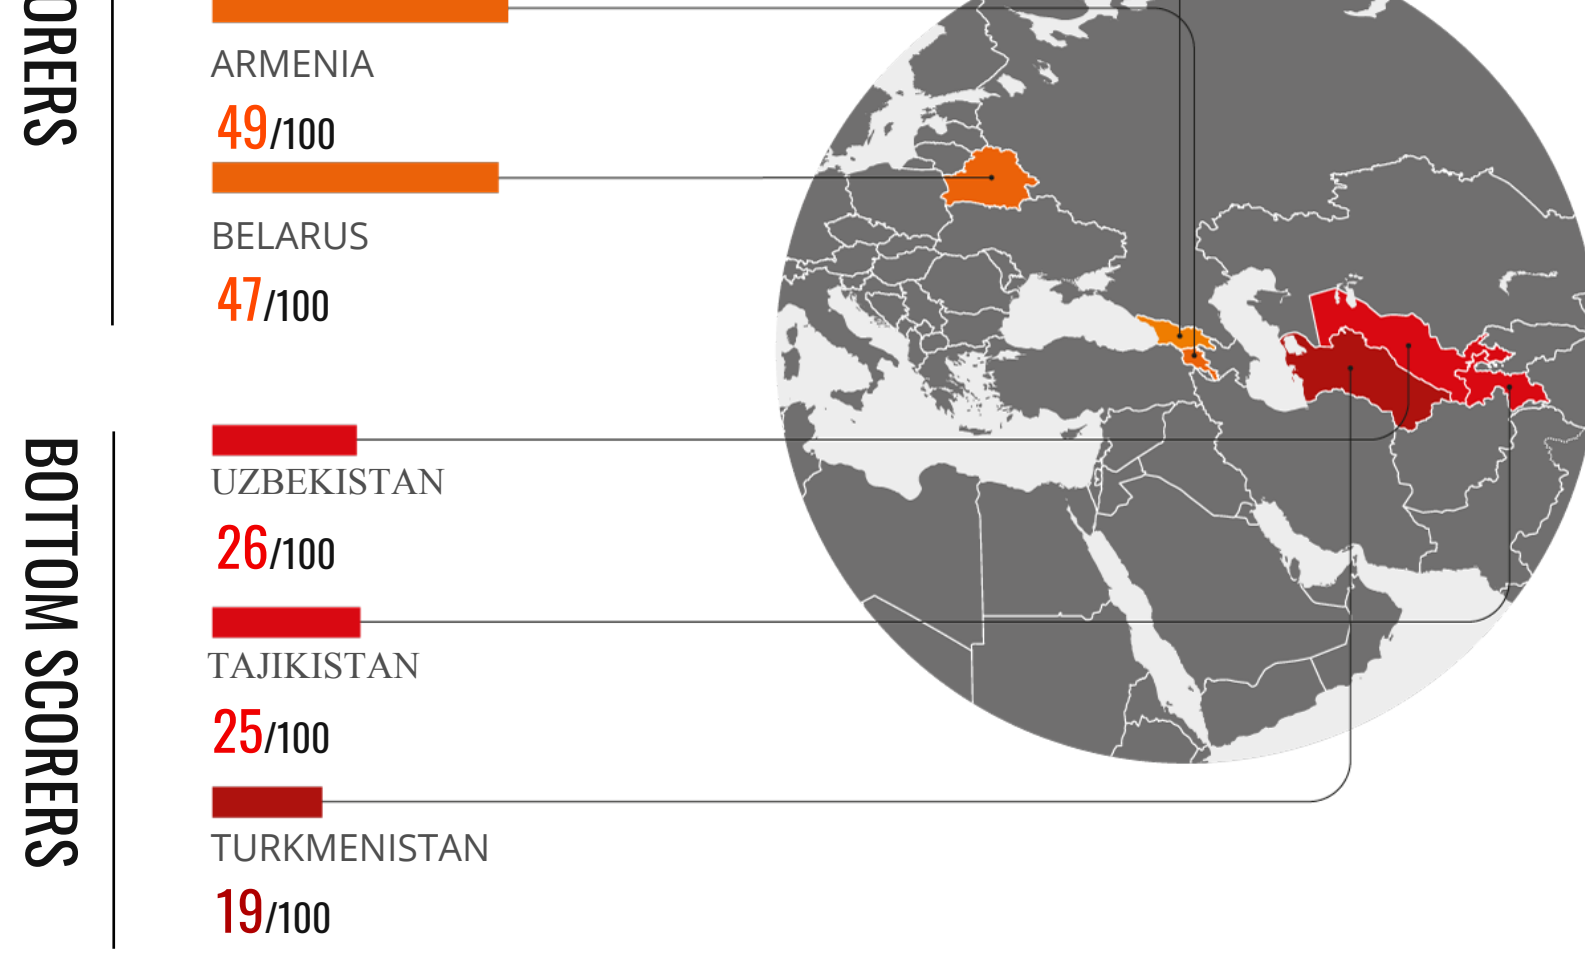 ORERS
ARMENIA
49/100
BELARUS
47/100
BOTTOM SCORERS
UZBEKISTAN
26/100
TAJIKISTAN
25/100
TURKMENISTAN
19/100